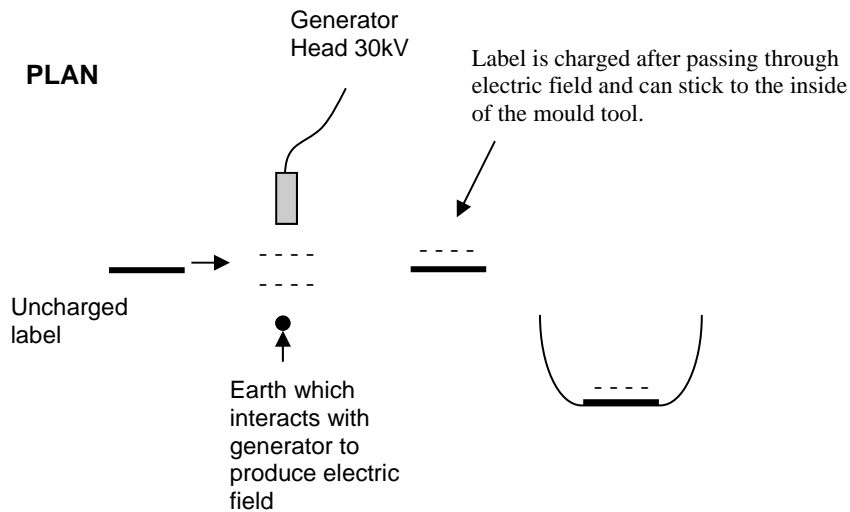 PLAN
Generator
Head 30kV
Label is charged after passing through
electric field and can stick to the inside
of the mould tool.
Uncharged
label
Earth which
interacts with
generator to
produce electric
field